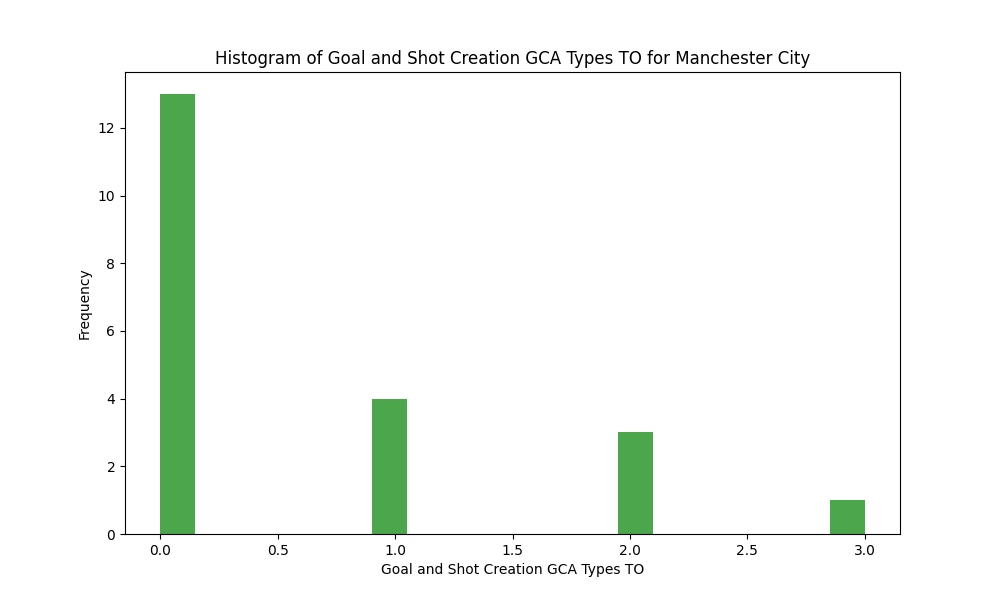 Histogram of Goal and Shot Creation GCA Types TO for Manchester City
Frequency
12
10
8
6
4
2
0
0.0 0.5 1.0 1.5 2.0 2.5 3.0
Goal and Shot Creation GCA Types TO